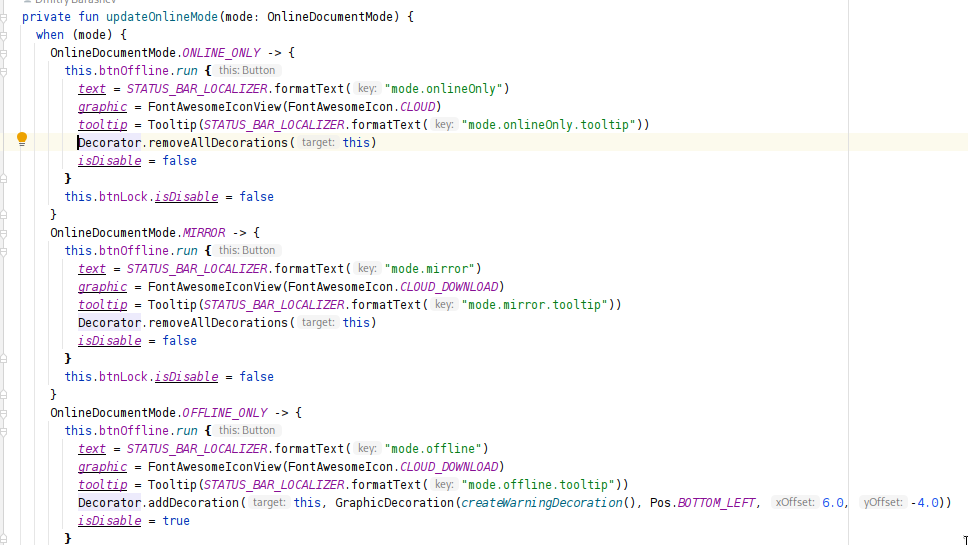 Dmitry Barashev
private fun updateOnlineMode(mode: OnlineDocumentMode) {
when (mode) {
OnlineDocumentMode.ONLINE_ONLY -> {
this.btnOffline.run { this: Button
text = STATUS_BAR_LOCALIZER.formatText( key: "mode.onlineOnly")
graphic = FontAwesomeIconView(FontAwesomeIcon.CLOUD)
tooltip = Tooltip(STATUS_BAR_LOCALIZER.formatText( key: "mode.onlineOnly.tooltip"))
Decorator.removeAllDecorations( target: this)
isDisable = false
}
this.btnLock.isDisable = false
}
OnlineDocumentMode.MIRROR -> {
this.btnOffline.run { this: Button
text = STATUS_BAR_LOCALIZER.formatText( key: "mode.mirror")
graphic = FontAwesomeIconView(FontAwesomeIcon.CLOUD_DOWNLOAD)
tooltip = Tooltip(STATUS_BAR_LOCALIZER.formatText( key: "mode.mirror.tooltip"))
Decorator.removeAllDecorations( target: this)
isDisable = false
}
this.btnLock.isDisable = false
}
OnlineDocumentMode.OFFLINE_ONLY -> {
this.btnOffline.run { this: Button
text = STATUS_BAR_LOCALIZER.formatText( key: "mode.offline")
graphic = FontAwesomeIconView(FontAwesomeIcon.CLOUD_DOWNLOAD)
tooltip = Tooltip(STATUS_BAR_LOCALIZER.formatText( key: "mode.offline.tooltip"))
Decorator.addDecoration( target: this, GraphicDecoration(createWarningDecoration(), Pos.BOTTOM_LEFT, xOffset: 6.0, yOffset: -4.0))
isDisable = true
}